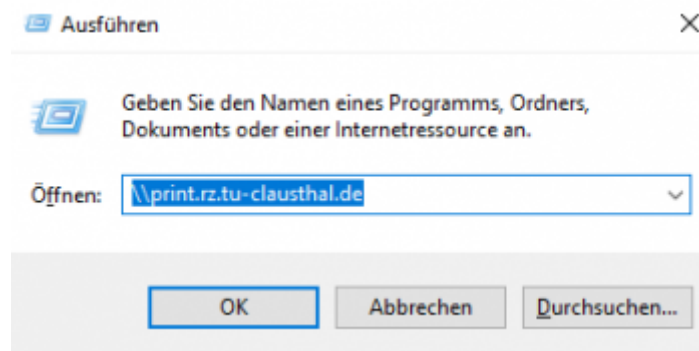 Ausführen
Geben Sie den Namen eines Programms, Ordners,
Dokuments oder einer Internetressource an.
Öffnen: \\print.rz.tu-clausthal.de
OK Abbrechen Durchsuchen...